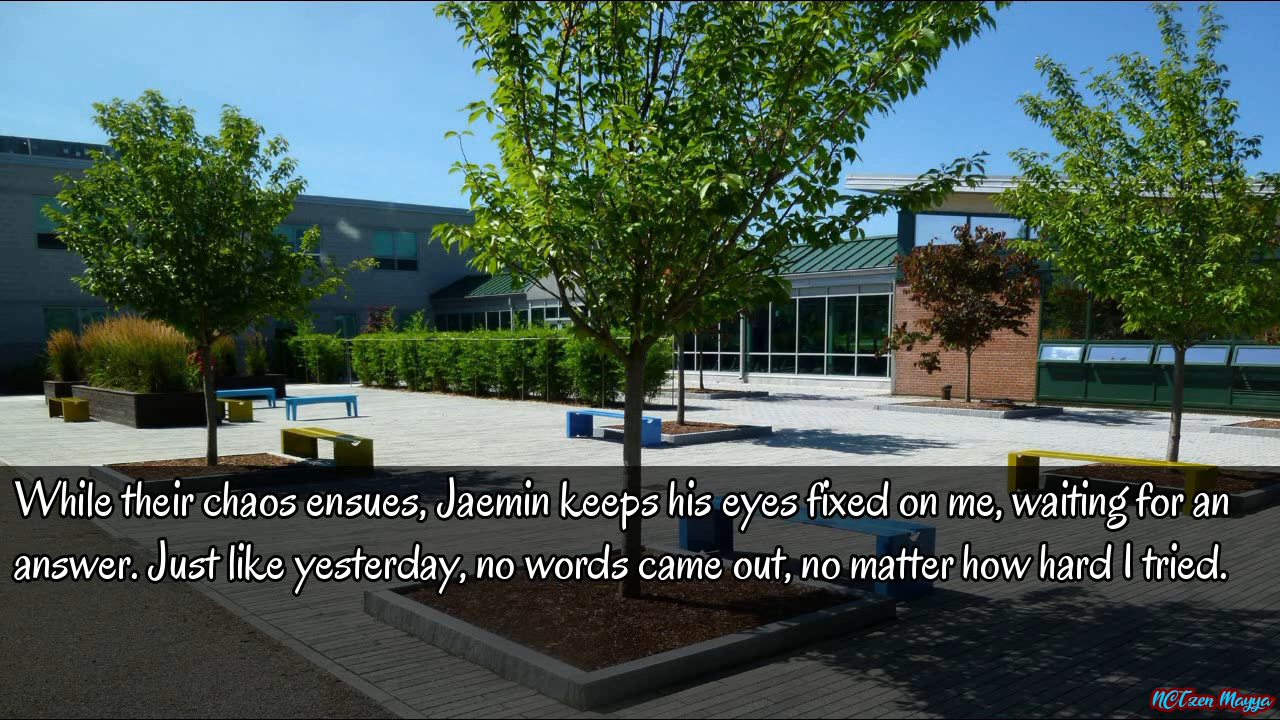 While their chaos ensues, Jaemin keeps his eyes fixed on me, waiting for an
answer. Just like yesterday, no words came out, no matter how hard I tried.
NCTzen Mayya